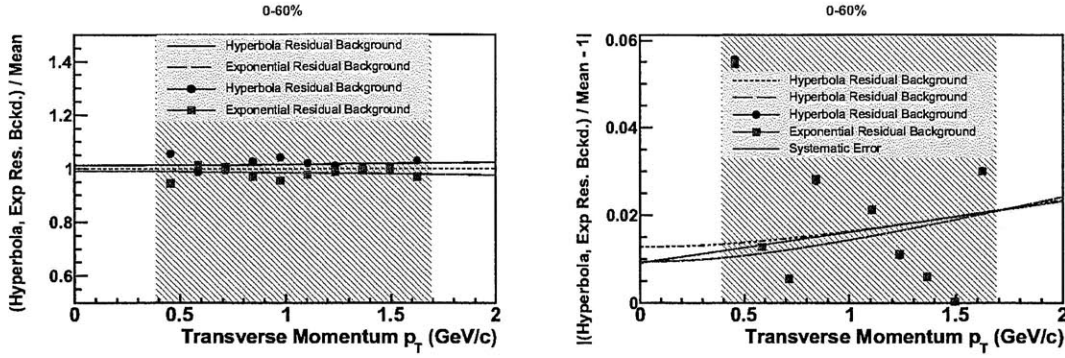 0-60%
(Hyperbola, Exp Res. Bckd.) / Mean
1.4
1.2
1
0.8
0.6
Hyperbola Residual Background
Exponential Residual Background
Hyperbola Residual Background
Exponential Residual Background
0 0.5 1 1.5 2
Transverse Momentum p_T (GeV/c)
0-60%
|(Hyperbola, Exp Res. Bckd.) / Mean - 1|
0.06
0.04
0.02
0
Hyperbola Residual Background
Hyperbola Residual Background
Hyperbola Residual Background
Exponential Residual Background
Systematic Error
0 0.5 1 1.5 2
Transverse Momentum p_T (GeV/c)